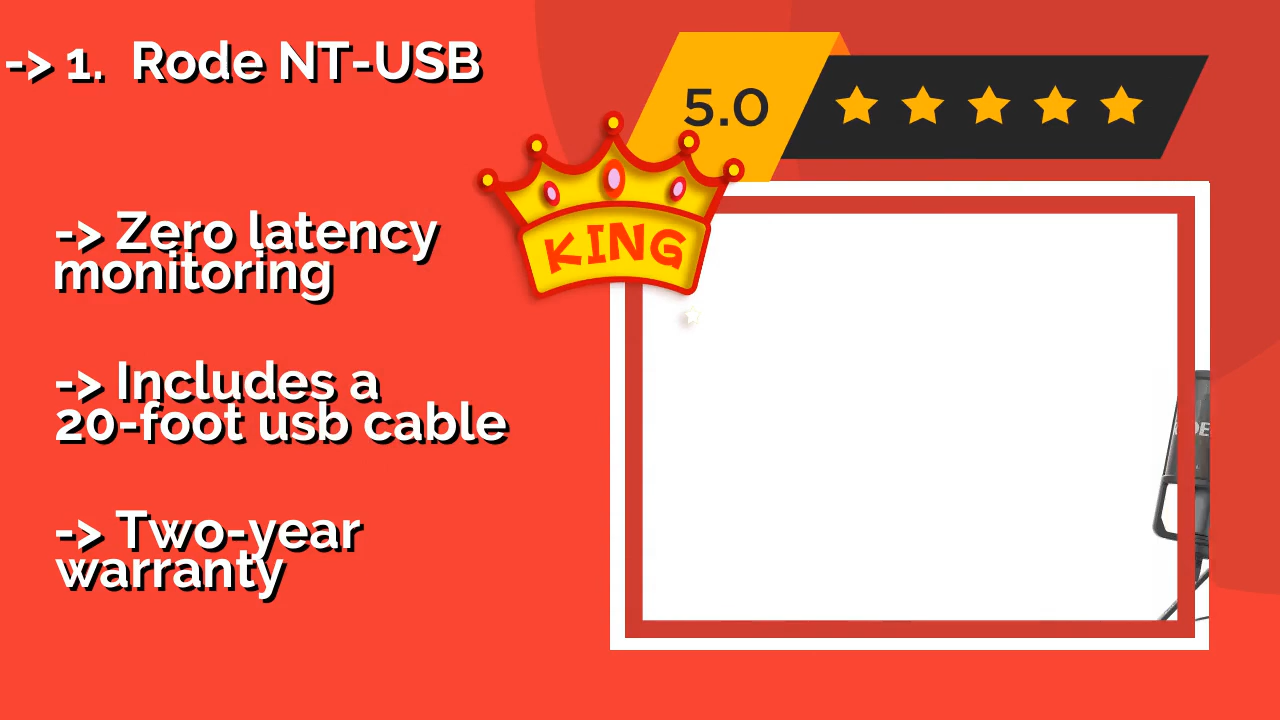 -> 1. Rode NT-USB
5.0
KING
-> Zero latency
monitoring
-> Includes a
20-foot usb cable
-> Two-year
warranty